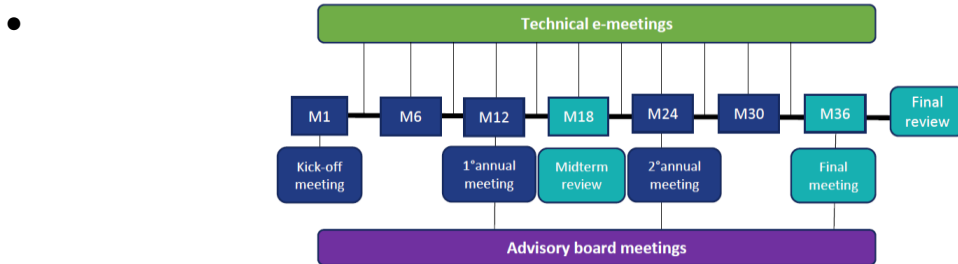 Technical e-meetings
M1
M6
M12
M18
M24
M30
M36
Final
review
Kick-off
meeting
1°annual
meeting
Midterm
review
2°annual
meeting
Final
meeting
Advisory board meetings